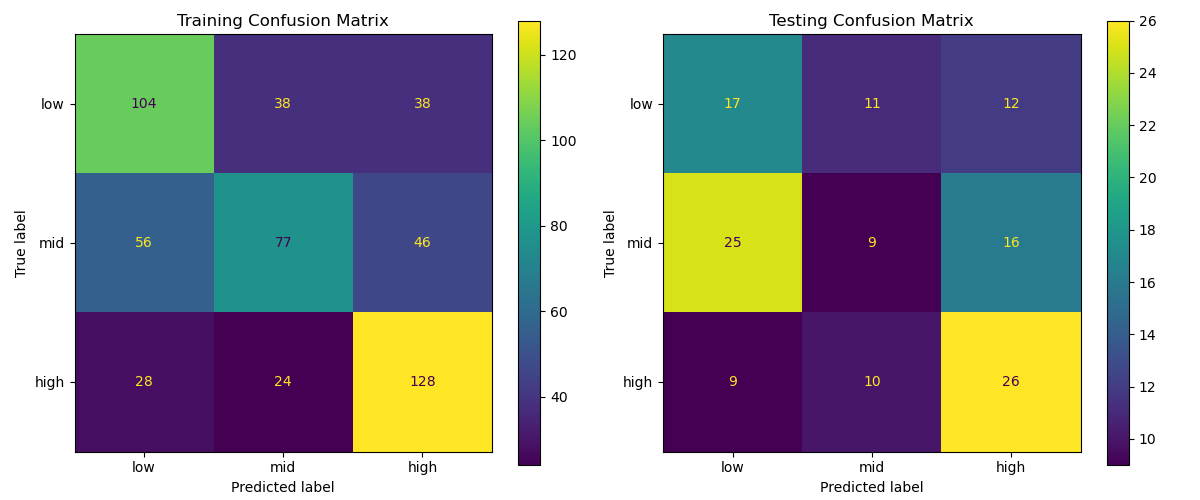 Training Confusion Matrix
low 104 38 38
mid 56 77 46
high 28 24 128
low mid high
Predicted label
True label
120
100
80
60
40
Testing Confusion Matrix
low 17 11 12
mid 25 9 16
high 9 10 26
low mid high
Predicted label
True label
26
24
22
20
18
16
14
12
10